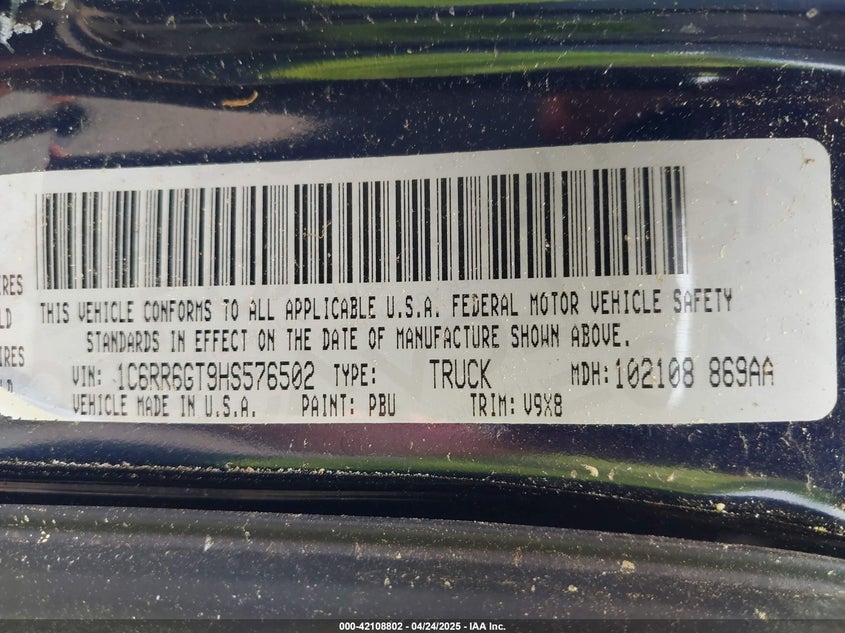 IRES
LD
IRES
LD
THIS VEHICLE CONFORMS TO ALL APPLICABLE U.S.A. FEDERAL MOTOR VEHICLE SAFETY
STANDARDS IN EFFECT ON THE DATE OF MANUFACTURE SHOWN ABOVE.
VIN: 1C6RR6GT9HS576502 TYPE: TRUCK MDH: 102108 869AA
VEHICLE MADE IN U.S.A. PAINT: PBU TRIM: V9X8
000-42108802 - 04/24/2025 - IAA Inc.